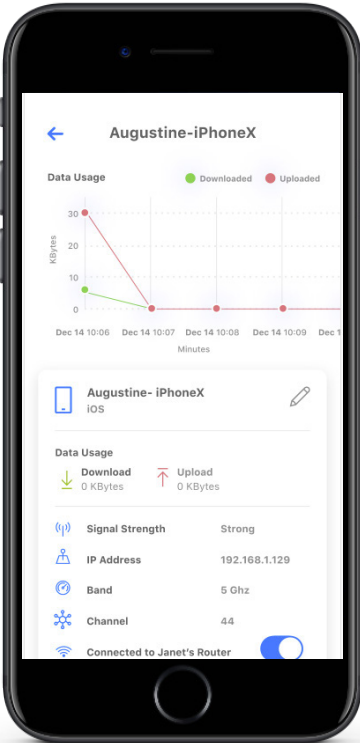 Augustine-iPhoneX
Data Usage
Downloaded
Uploaded
KBytes
30
20
10
0
Dec 14 10:06
Dec 14 10:07
Dec 14 10:08
Dec 14 10:09
Dec 1
Minutes
Augustine- iPhoneX
iOS
Data Usage
Download
0 KBytes
Upload
0 KBytes
Signal Strength Strong
IP Address 192.168.1.129
Band 5 Ghz
Channel 44
Connected to Janet's Router